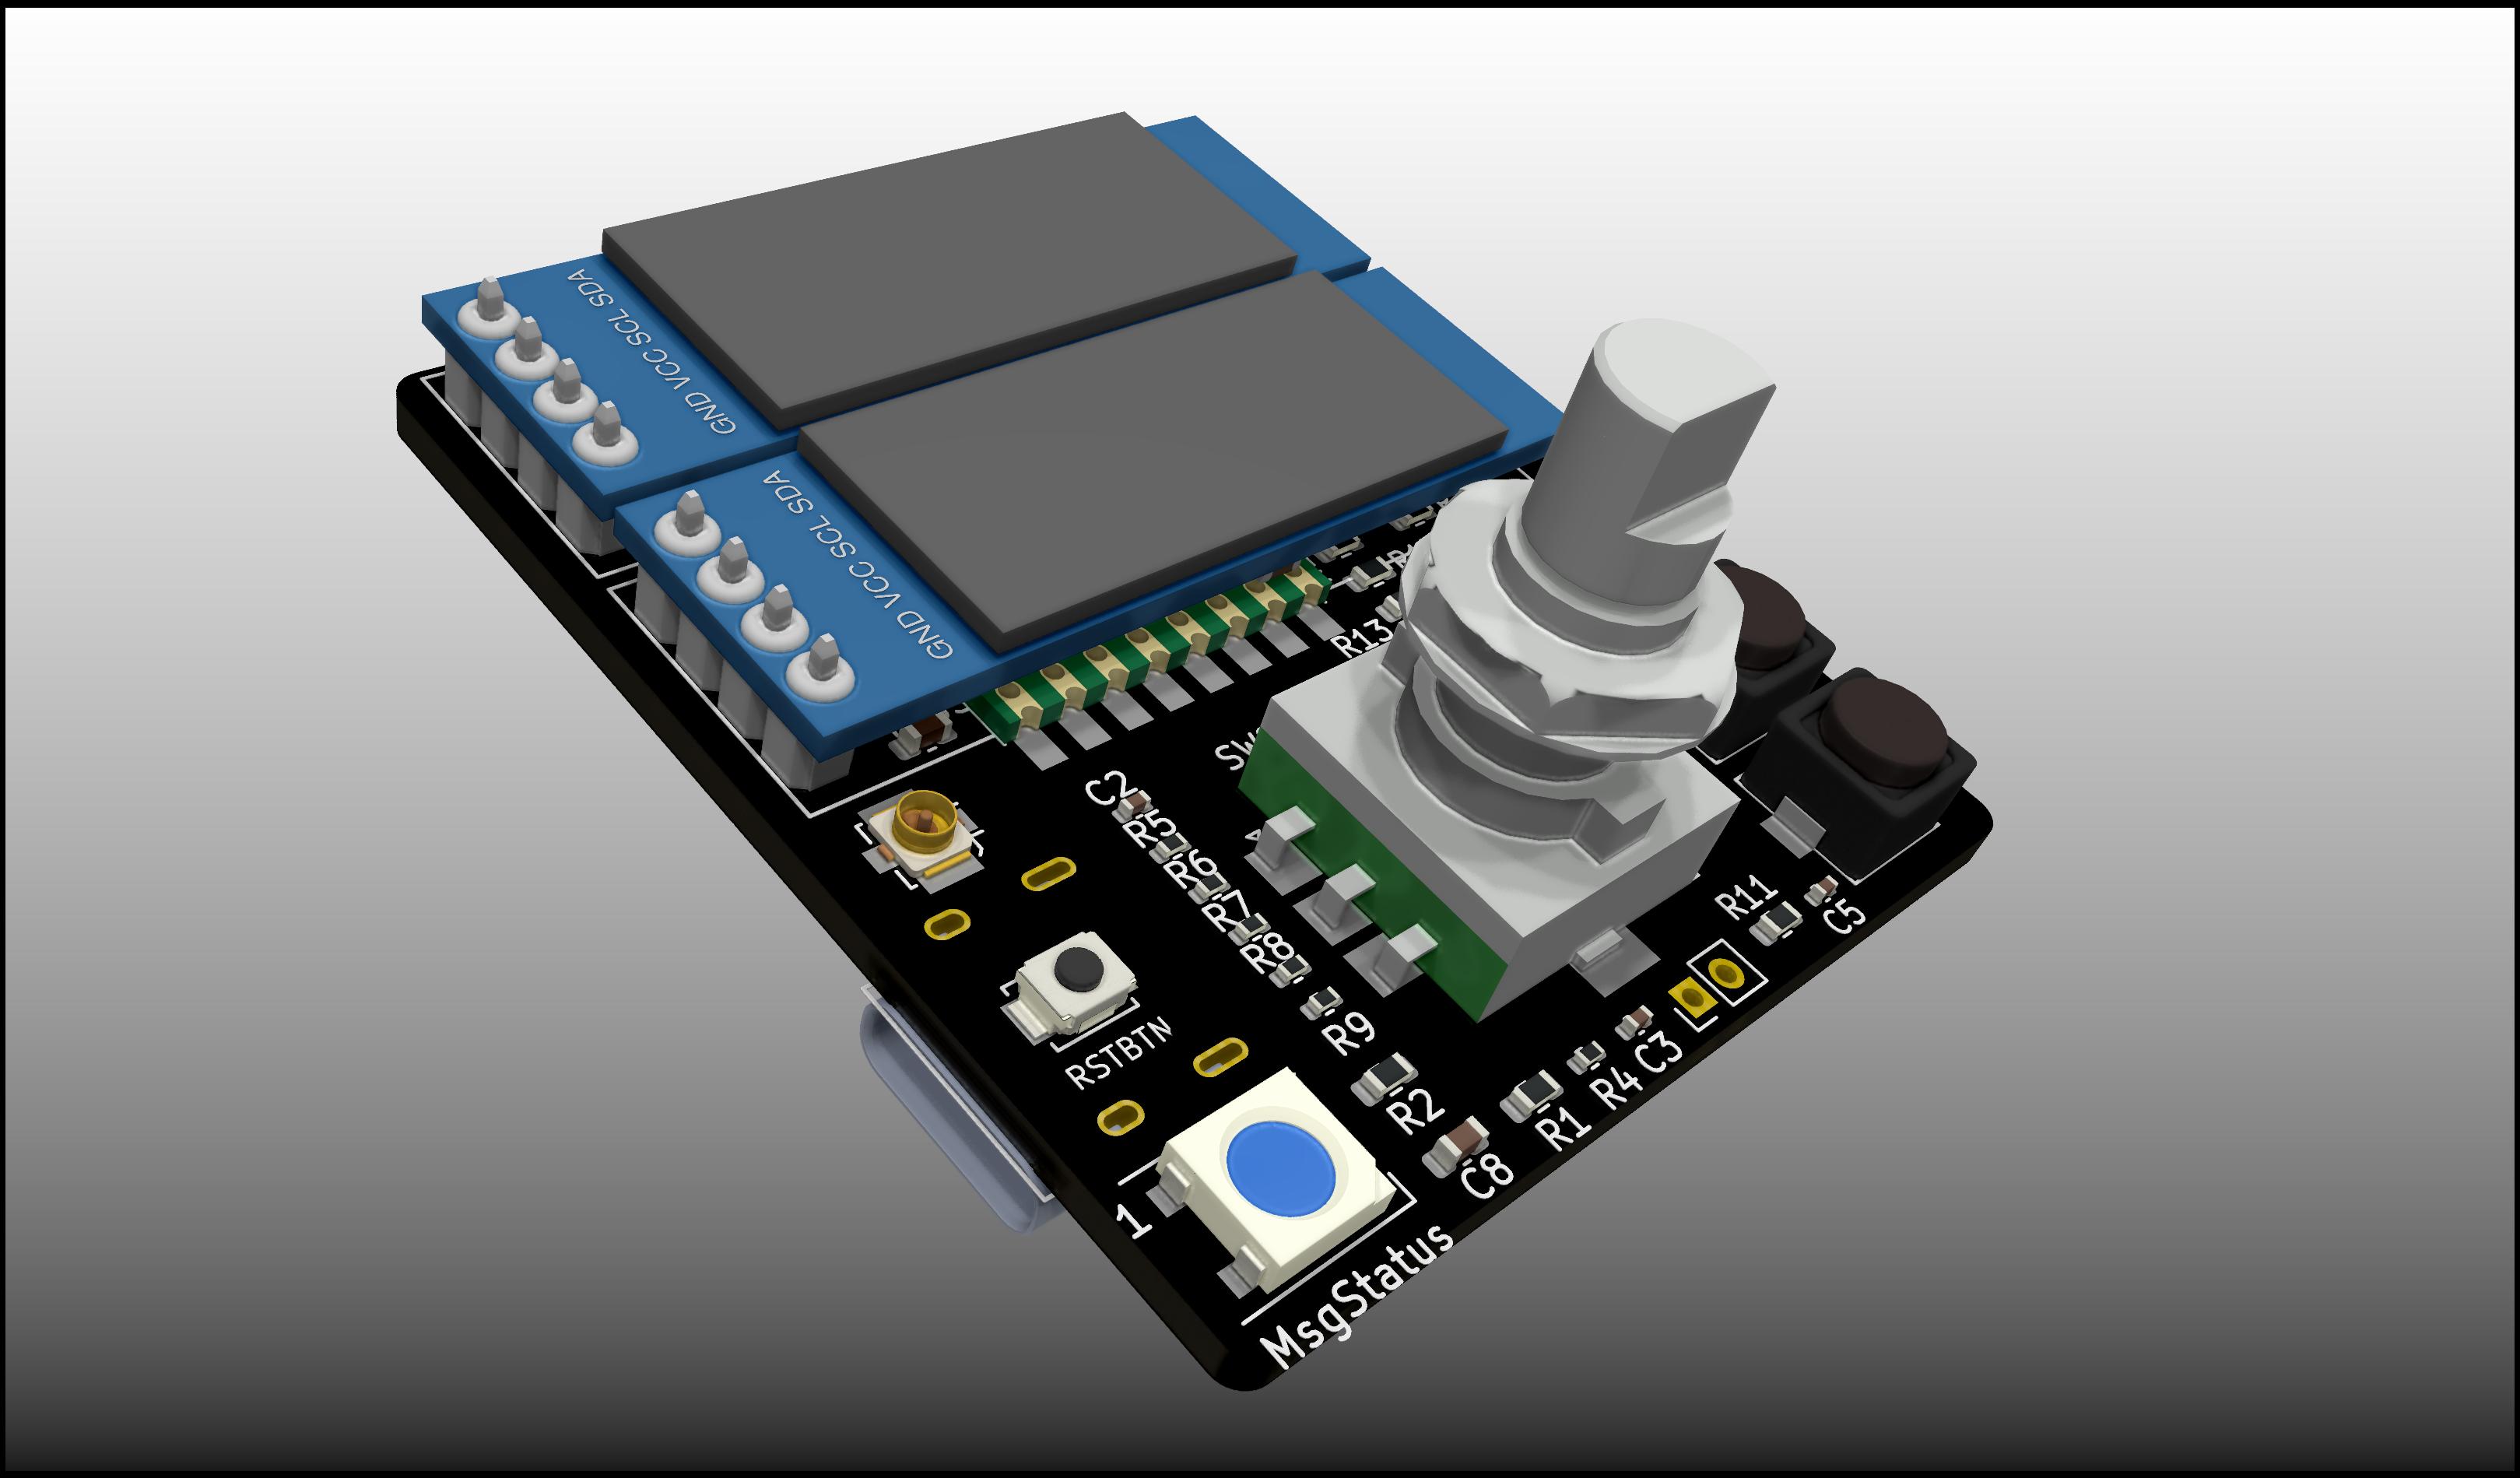 GND VCC SCL SDA
GND VCC SCL SDA
R13
C2
R5
R6
R7
R8
R9
R11
C5
C3
R4
R1
R2
C8
RSTBTN
1
MsgStatus